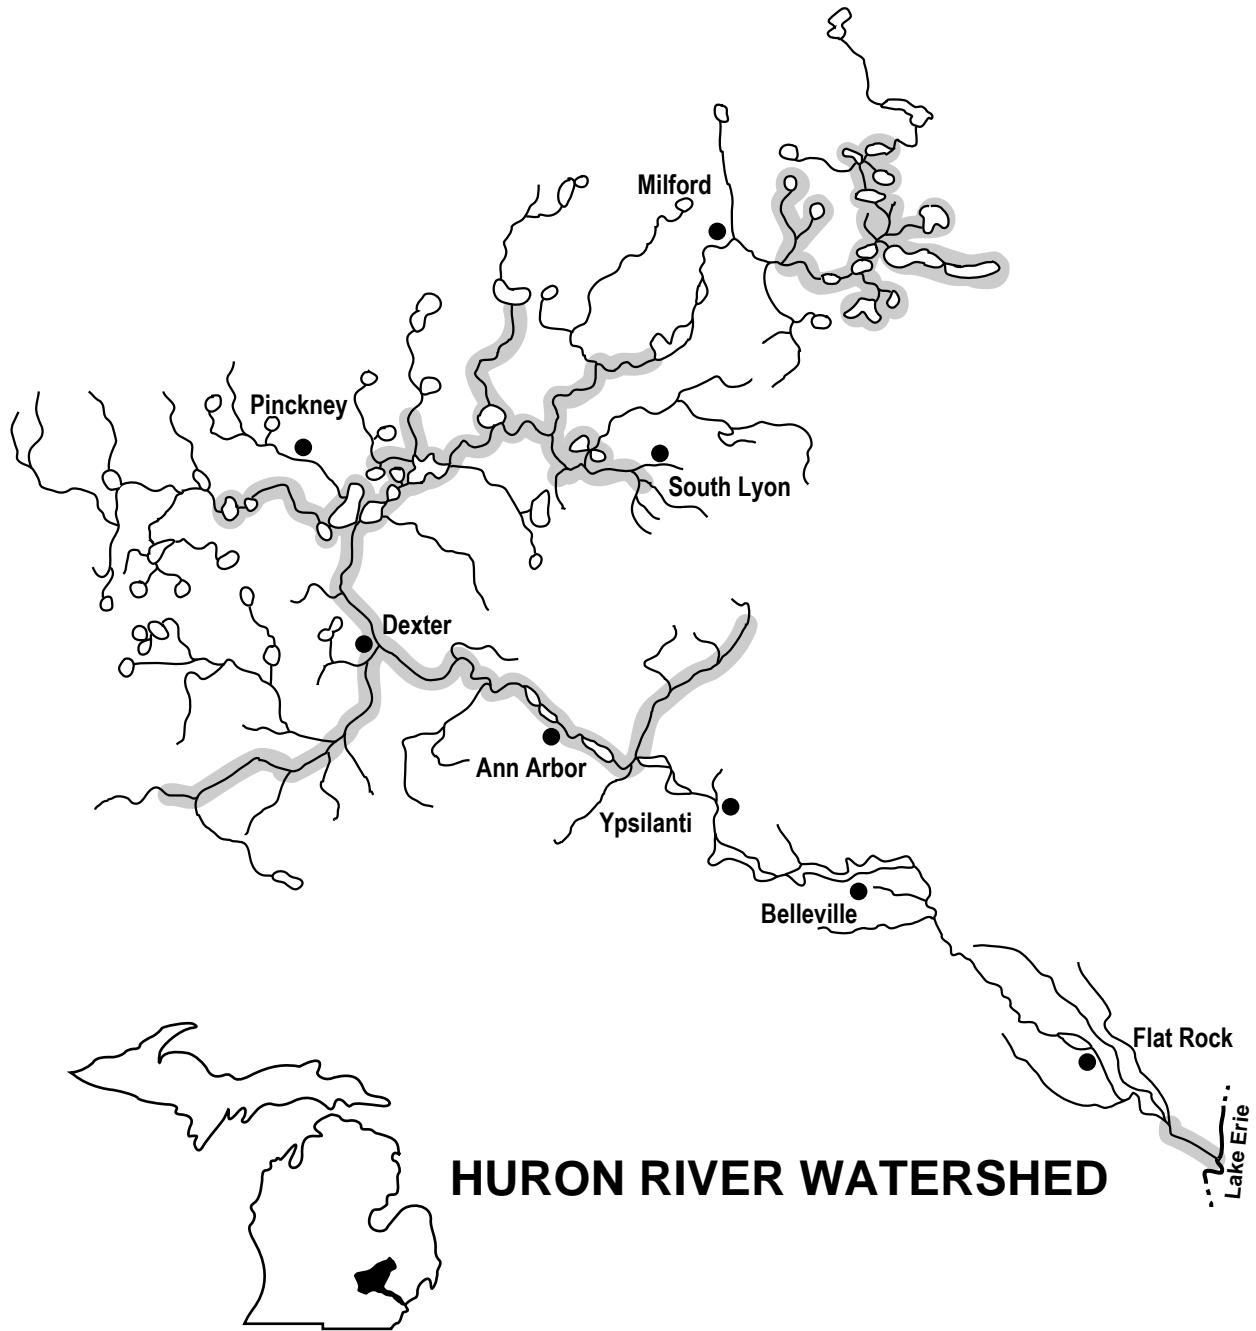 Milford
Pinckney
South Lyon
Dexter
Ann Arbor
Ypsilanti
Belleville
Flat Rock
Lake Erie
HURON RIVER WATERSHED